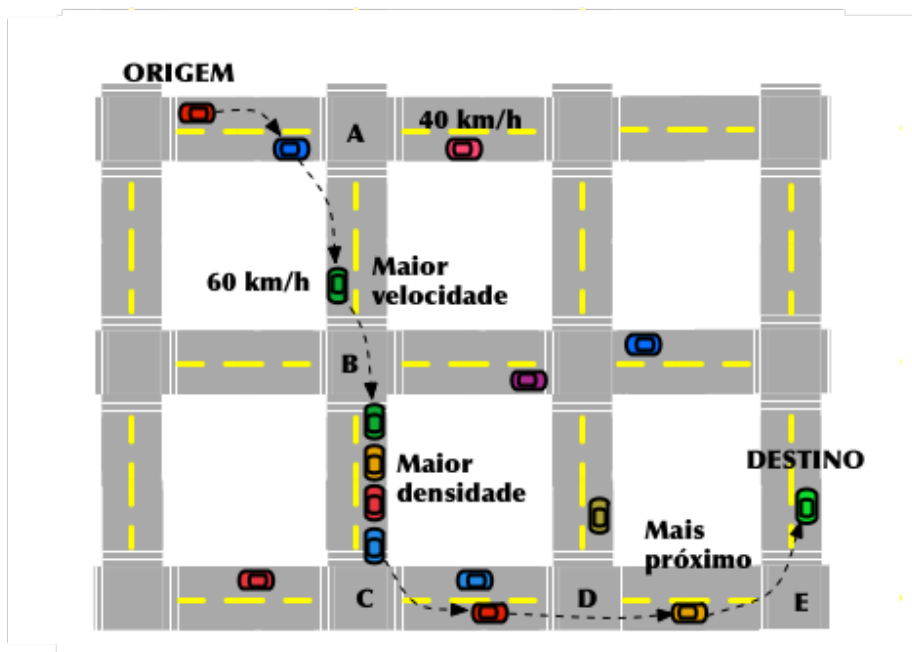 ORIGEM
A
40 km/h
60 km/h
Maior
velocidade
B
Maior
densidade
DESTINO
Mais
próximo
C
D
E